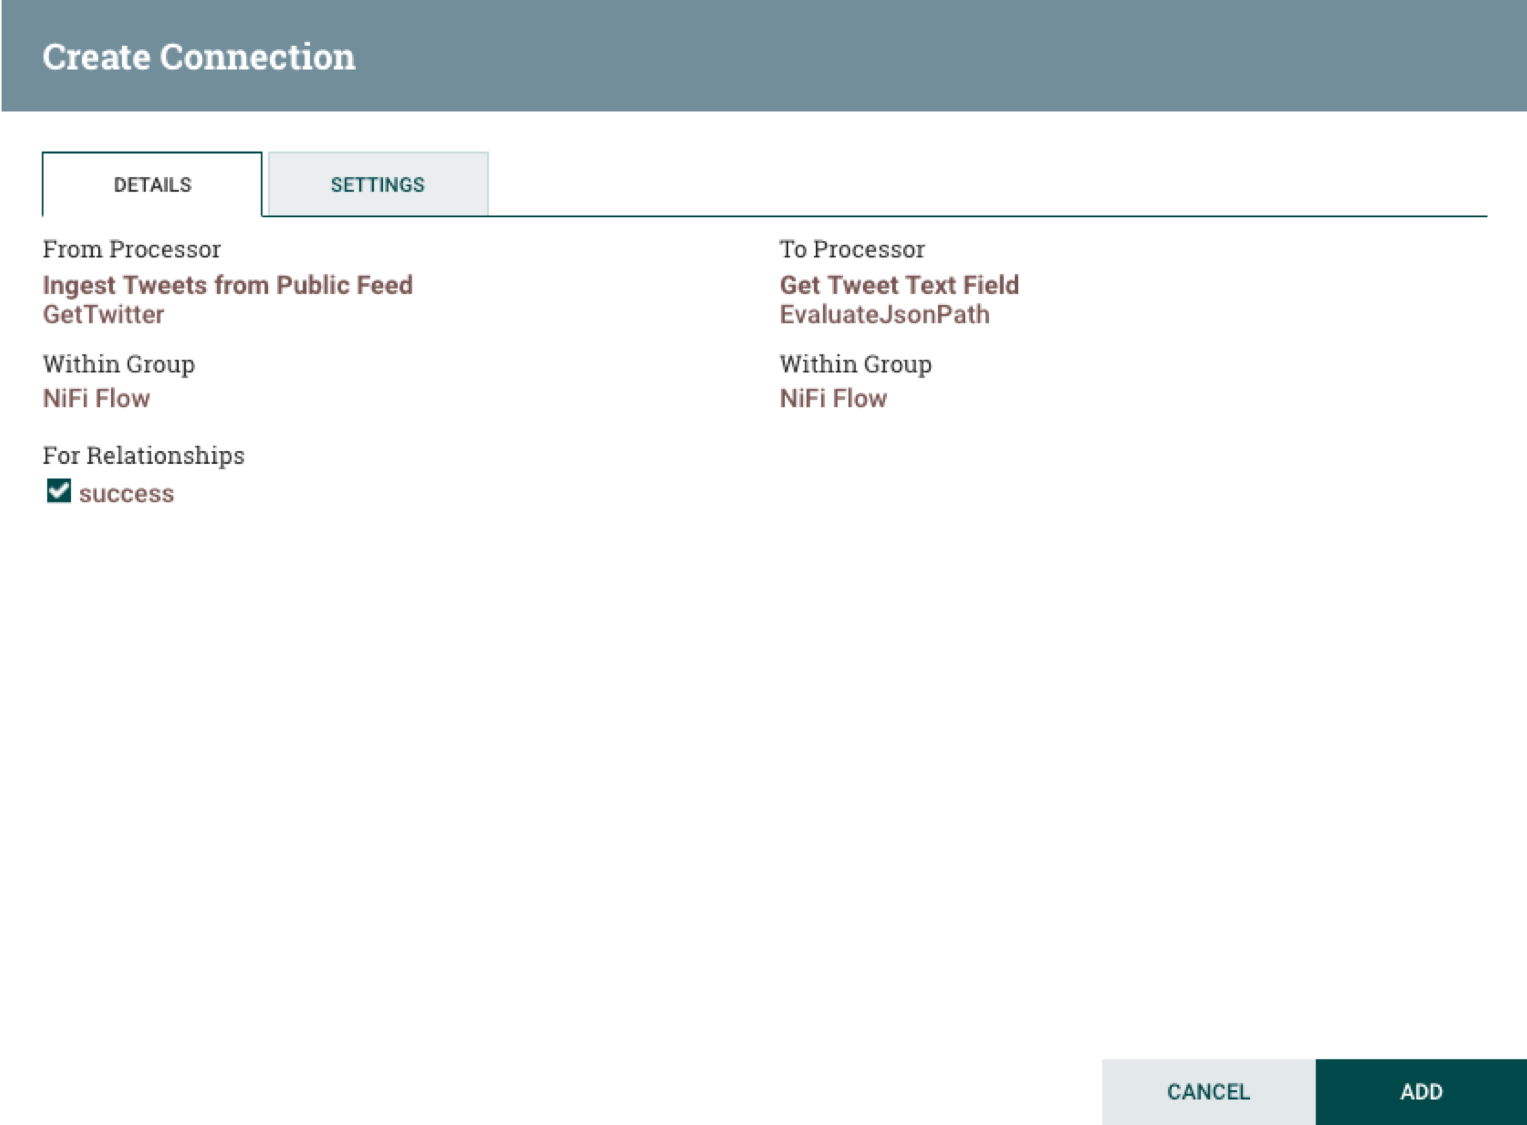 Create Connection
DETAILS
SETTINGS
From Processor
Ingest Tweets from Public Feed
GetTwitter
Within Group
NiFi Flow
For Relationships
success
To Processor
Get Tweet Text Field
EvaluateJsonPath
Within Group
NiFi Flow
CANCEL
ADD